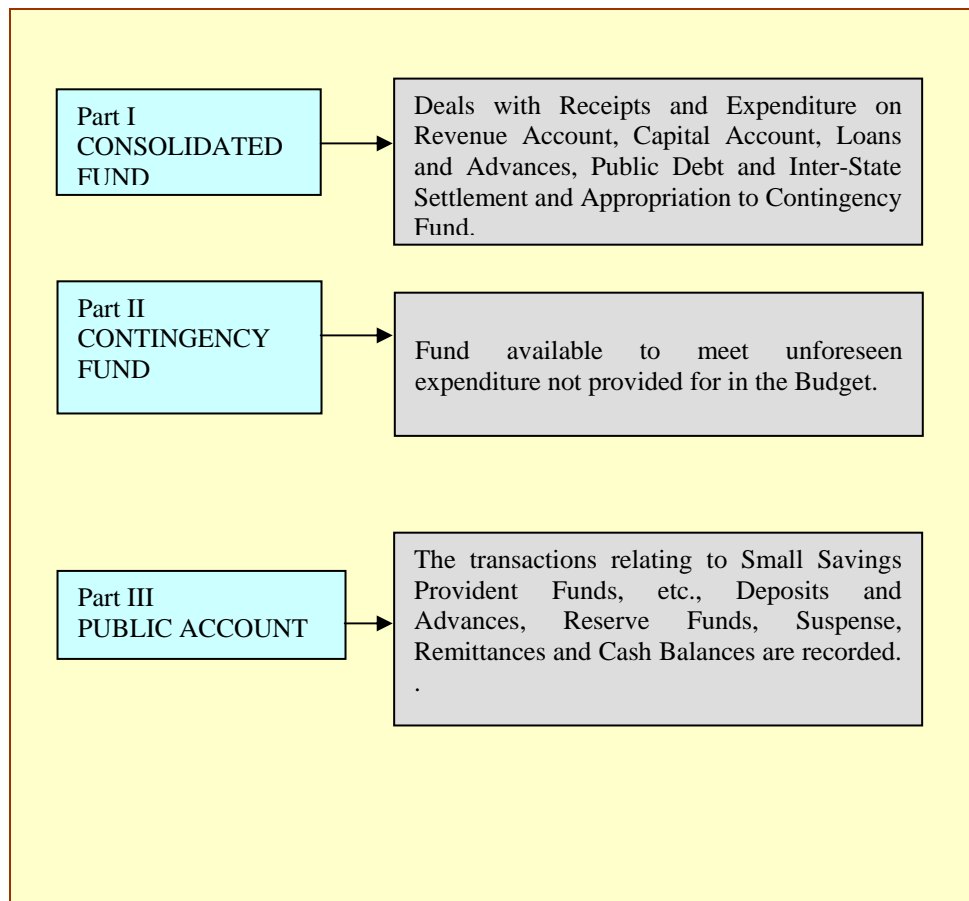 Part I
CONSOLIDATED
FUND
Deals with Receipts and Expenditure on
Revenue Account, Capital Account, Loans
and Advances, Public Debt and Inter-State
Settlement and Appropriation to Contingency
Fund.
Part II
CONTINGENCY
FUND
Fund available to meet unforeseen
expenditure not provided for in the Budget.
Part III
PUBLIC ACCOUNT
The transactions relating to Small Savings
Provident Funds, etc., Deposits and
Advances, Reserve Funds, Suspense,
Remittances and Cash Balances are recorded.
.